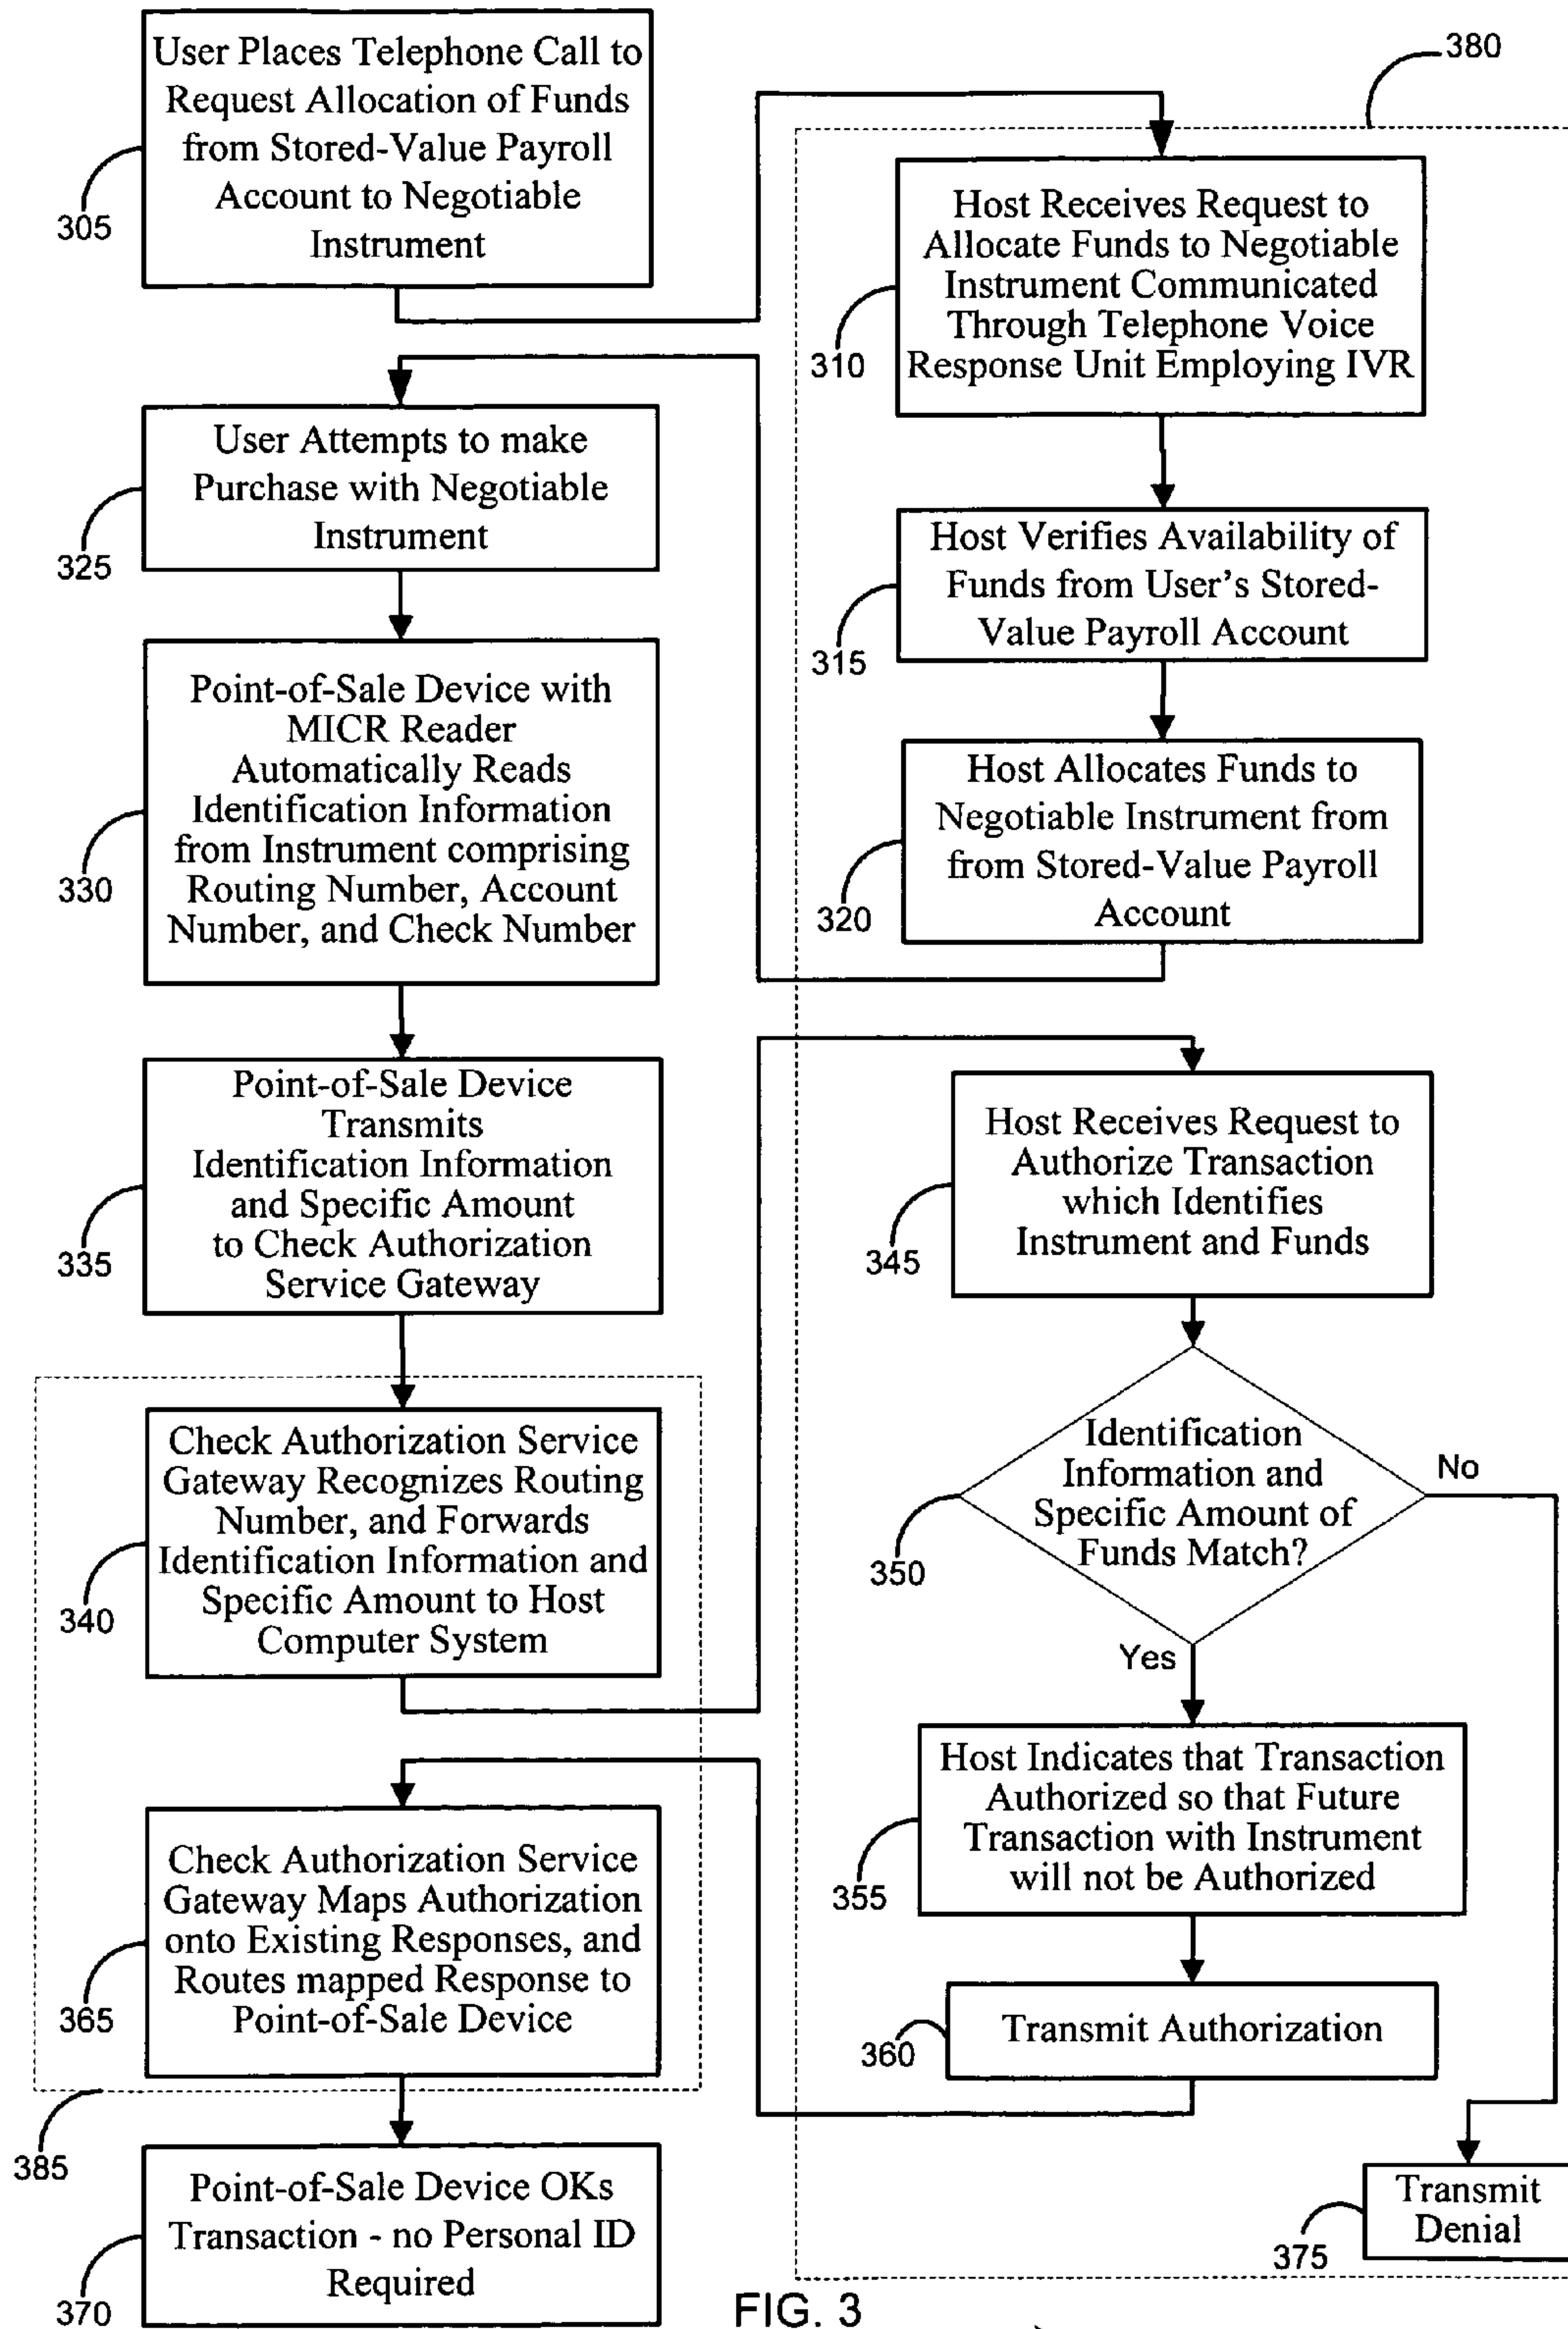 User Places Telephone Call to
Request Allocation of Funds
from Stored-Value Payroll
Account to Negotiable
Instrument
305
380
Host Receives Request to
Allocate Funds to Negotiable
Instrument Communicated
Through Telephone Voice
Response Unit Employing IVR
310
Host Verifies Availability of
Funds from User's Stored-
Value Payroll Account
315
Host Allocates Funds to
Negotiable Instrument from
from Stored-Value Payroll
Account
320
User Attempts to make
Purchase with Negotiable
Instrument
325
Point-of-Sale Device with
MICR Reader
Automatically Reads
Identification Information
from Instrument comprising
Routing Number, Account
Number, and Check Number
330
Point-of-Sale Device
Transmits
Identification Information
and Specific Amount
to Check Authorization
Service Gateway
335
Check Authorization Service
Gateway Recognizes Routing
Number, and Forwards
Identification Information and
Specific Amount to Host
Computer System
340
Host Receives Request to
Authorize Transaction
which Identifies
Instrument and Funds
345
Identification
Information and
Specific Amount of
Funds Match?
350
No
Yes
Host Indicates that Transaction
Authorized so that Future
Transaction with Instrument
will not be Authorized
355
Transmit Authorization
360
Transmit
Denial
375
Check Authorization Service
Gateway Maps Authorization
onto Existing Responses, and
Routes mapped Response to
Point-of-Sale Device
365
385
Point-of-Sale Device OKs
Transaction - no Personal ID
Required
370
FIG. 3